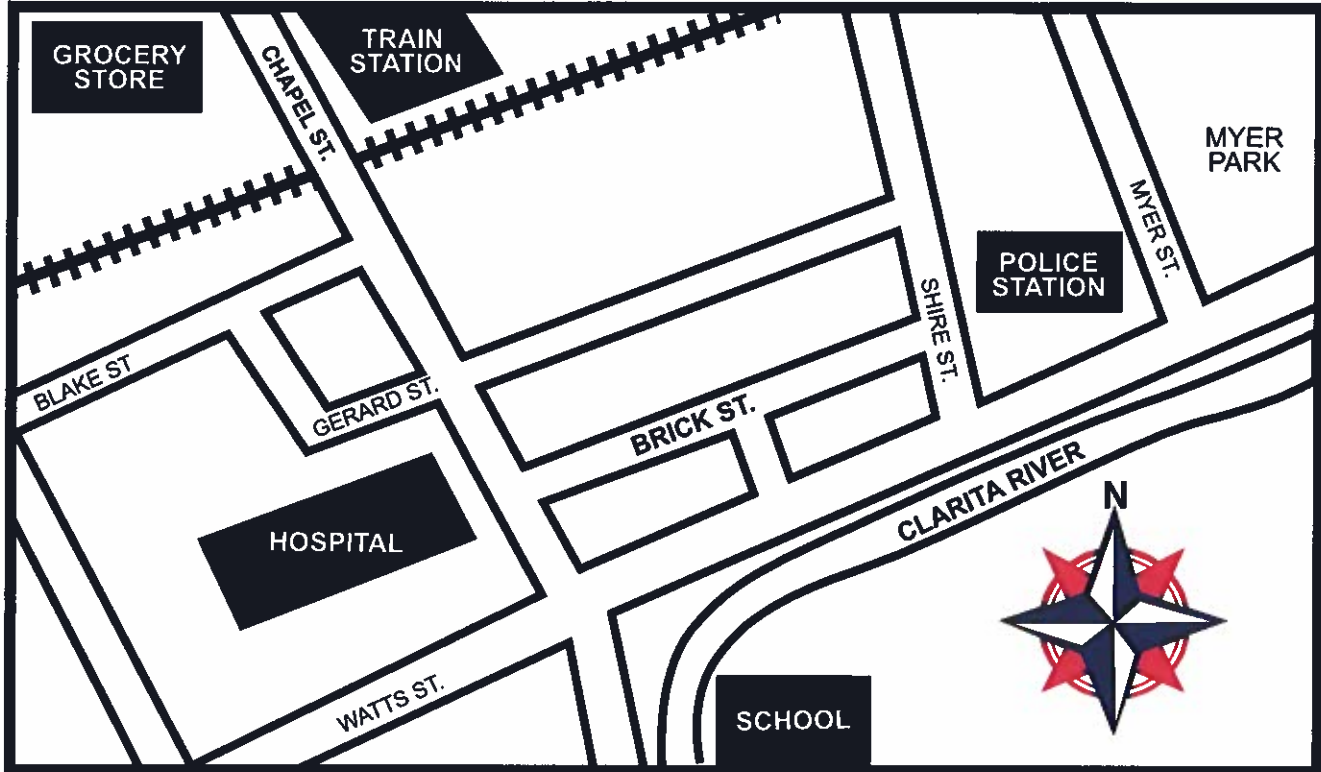 GROCERY
STORE
CHAPEL ST.
TRAIN
STATION
MYER
PARK
MYER ST.
POLICE
STATION
SHIRE ST.
BLAKE ST
GERARD ST.
BRICK ST.
HOSPITAL
CLARITA RIVER
N
WATTS ST.
SCHOOL